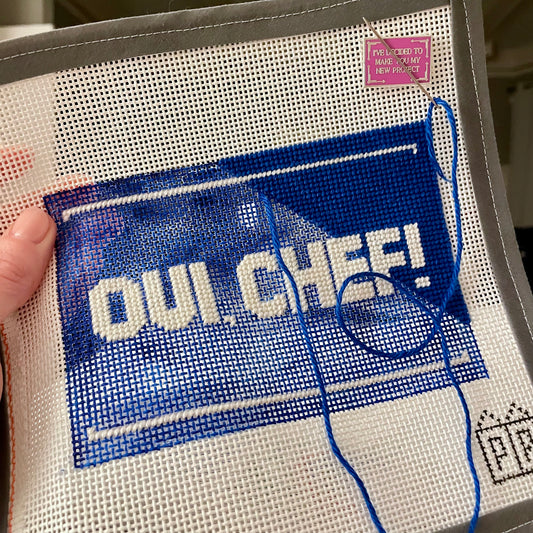 I'VE DECIDED TO
MAKE YOU MY
NEW PROJECT
OUI, CHEF!